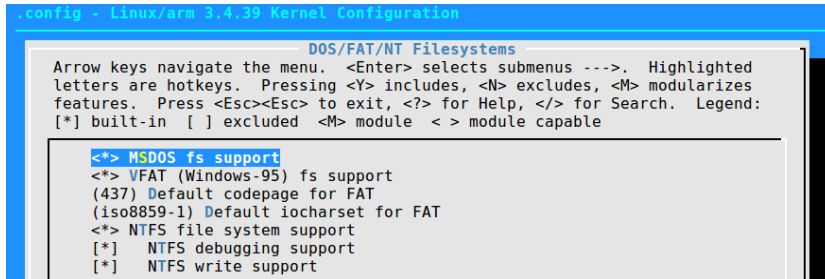 .config - Linux/arm 3.4.39 Kernel Configuration
DOS/FAT/NT Filesystems
Arrow keys navigate the menu.  <Enter> selects submenus --->.  Highlighted
letters are hotkeys.  Pressing <Y> includes, <N> excludes, <M> modularizes
features.  Press <Esc><Esc> to exit, <?> for Help, </> for Search.  Legend:
[*] built-in  [ ] excluded  <M> module  < > module capable
<*> MSDOS fs support
<*> VFAT (Windows-95) fs support
(437) Default codepage for FAT
(iso8859-1) Default iocharset for FAT
<*> NTFS file system support
[*]   NTFS debugging support
[*]   NTFS write support